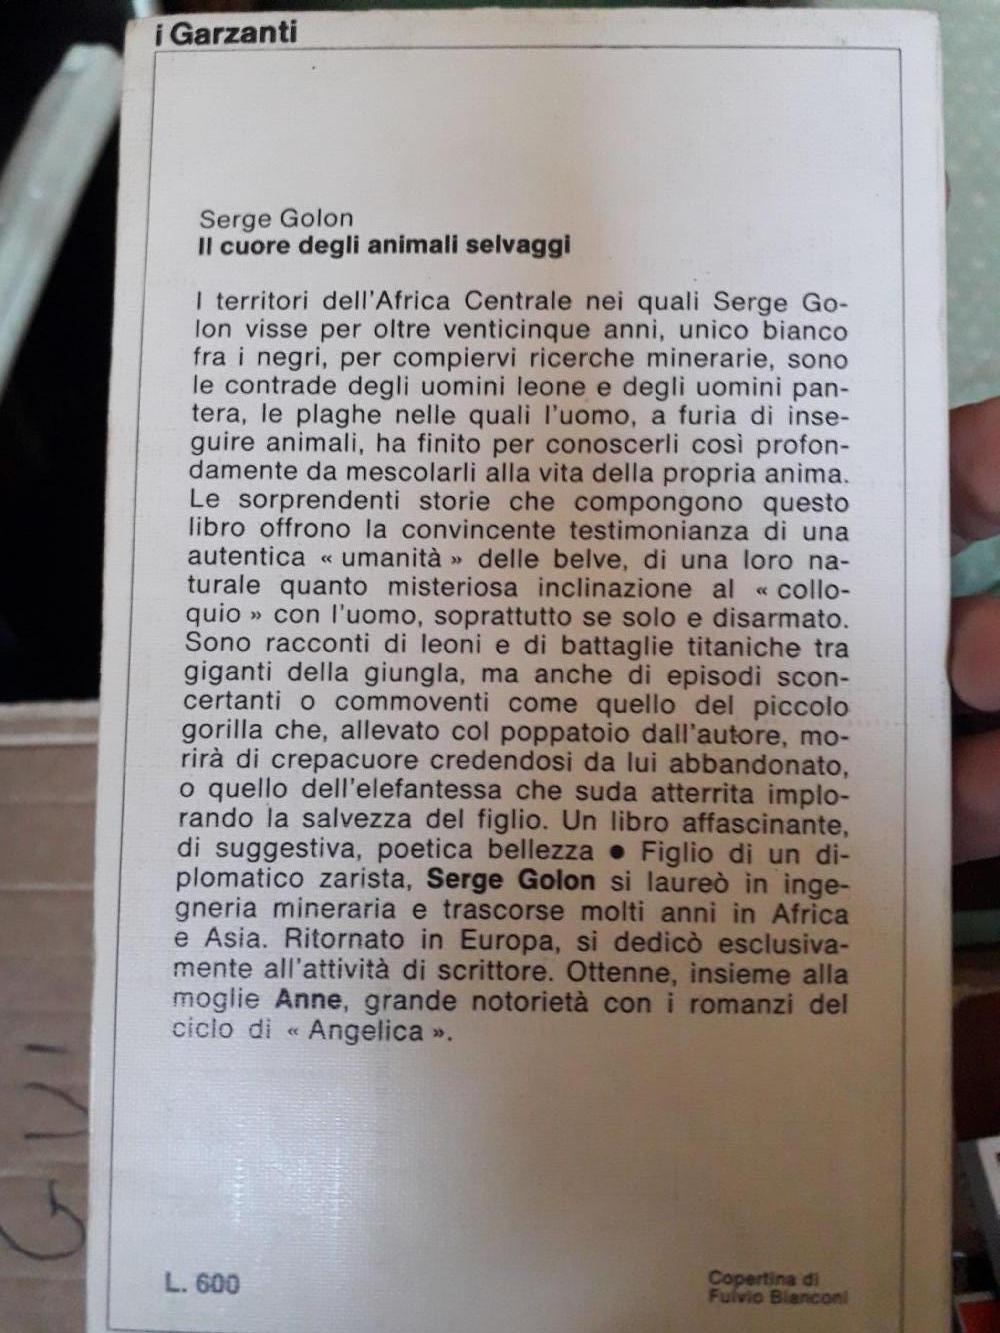 i Garzanti
Serge Golon
Il cuore degli animali selvaggi
I territori dell'Africa Centrale nei quali Serge Go-
lon visse per oltre venticinque anni, unico bianco
fra i negri, per compiervi ricerche minerarie, sono
le contrade degli uomini leone e degli uomini pan-
tera, le plaghe nelle quali l'uomo, a furia di inse-
guire animali, ha finito per conoscerli così profon-
damente da mescolarli alla vita della propria anima.
Le sorprendenti storie che compongono questo
libro offrono la convincente testimonianza di una
autentica « umanità » delle belve, di una loro na-
turale quanto misteriosa inclinazione al « collo-
quio » con l'uomo, soprattutto se solo e disarmato.
Sono racconti di leoni e di battaglie titaniche tra
giganti della giungla, ma anche di episodi scon-
certanti o commoventi come quello del piccolo
gorilla che, allevato col poppatoio dall'autore, mo-
rirà di crepacuore credendosi da lui abbandonato,
o quello dell'elefantessa che suda atterrita implo-
rando la salvezza del figlio. Un libro affascinante,
di suggestiva, poetica bellezza ● Figlio di un di-
plomatico zarista, Serge Golon si laureò in inge-
gneria mineraria e trascorse molti anni in Africa
e Asia. Ritornato in Europa, si dedicò esclusiva-
mente all'attività di scrittore. Ottenne, insieme alla
moglie Anne, grande notorietà con i romanzi del
ciclo di « Angelica ».
L. 600
Copertina di
Fulvio Bianconi